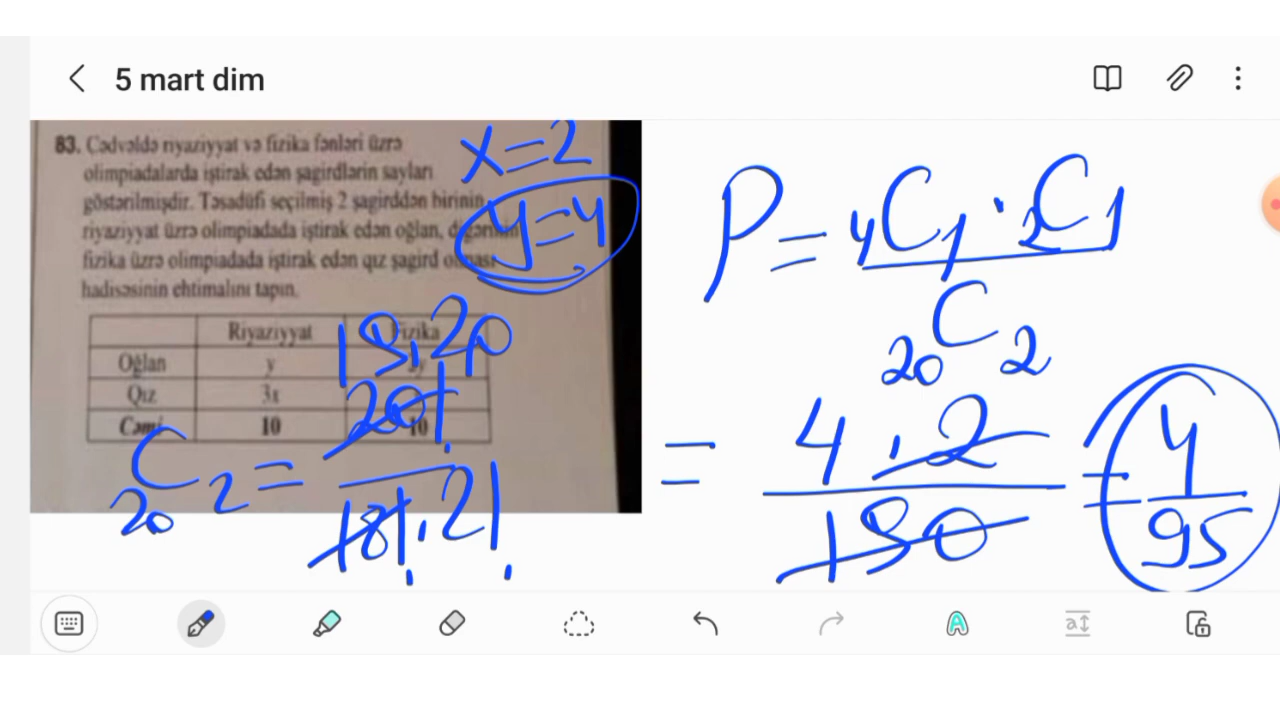 5 mart dim
83. Cədvəldə riyaziyyat və fizika fənləri üzrə
olimpiadalarda iştirak edən şagirdlərin sayları
göstərilmişdir. Təsadüfi seçilmiş 2 şagirddən birinin
riyaziyyat üzrə olimpiadada iştirak edən oğlan,
fizika üzrə olimpiadada iştirak edən qız şagird olması
hadisəsinin ehtimalını tapın.
x=2
y=4
Riyaziyyat Fizika
Oğlan y
Qız 3x
Cəmi 10 10
19.20
20C2 = 20! / 18!.2!
P = 4C1 · 2C1 / 20C2
= 4.2 / 190 = 4 / 95